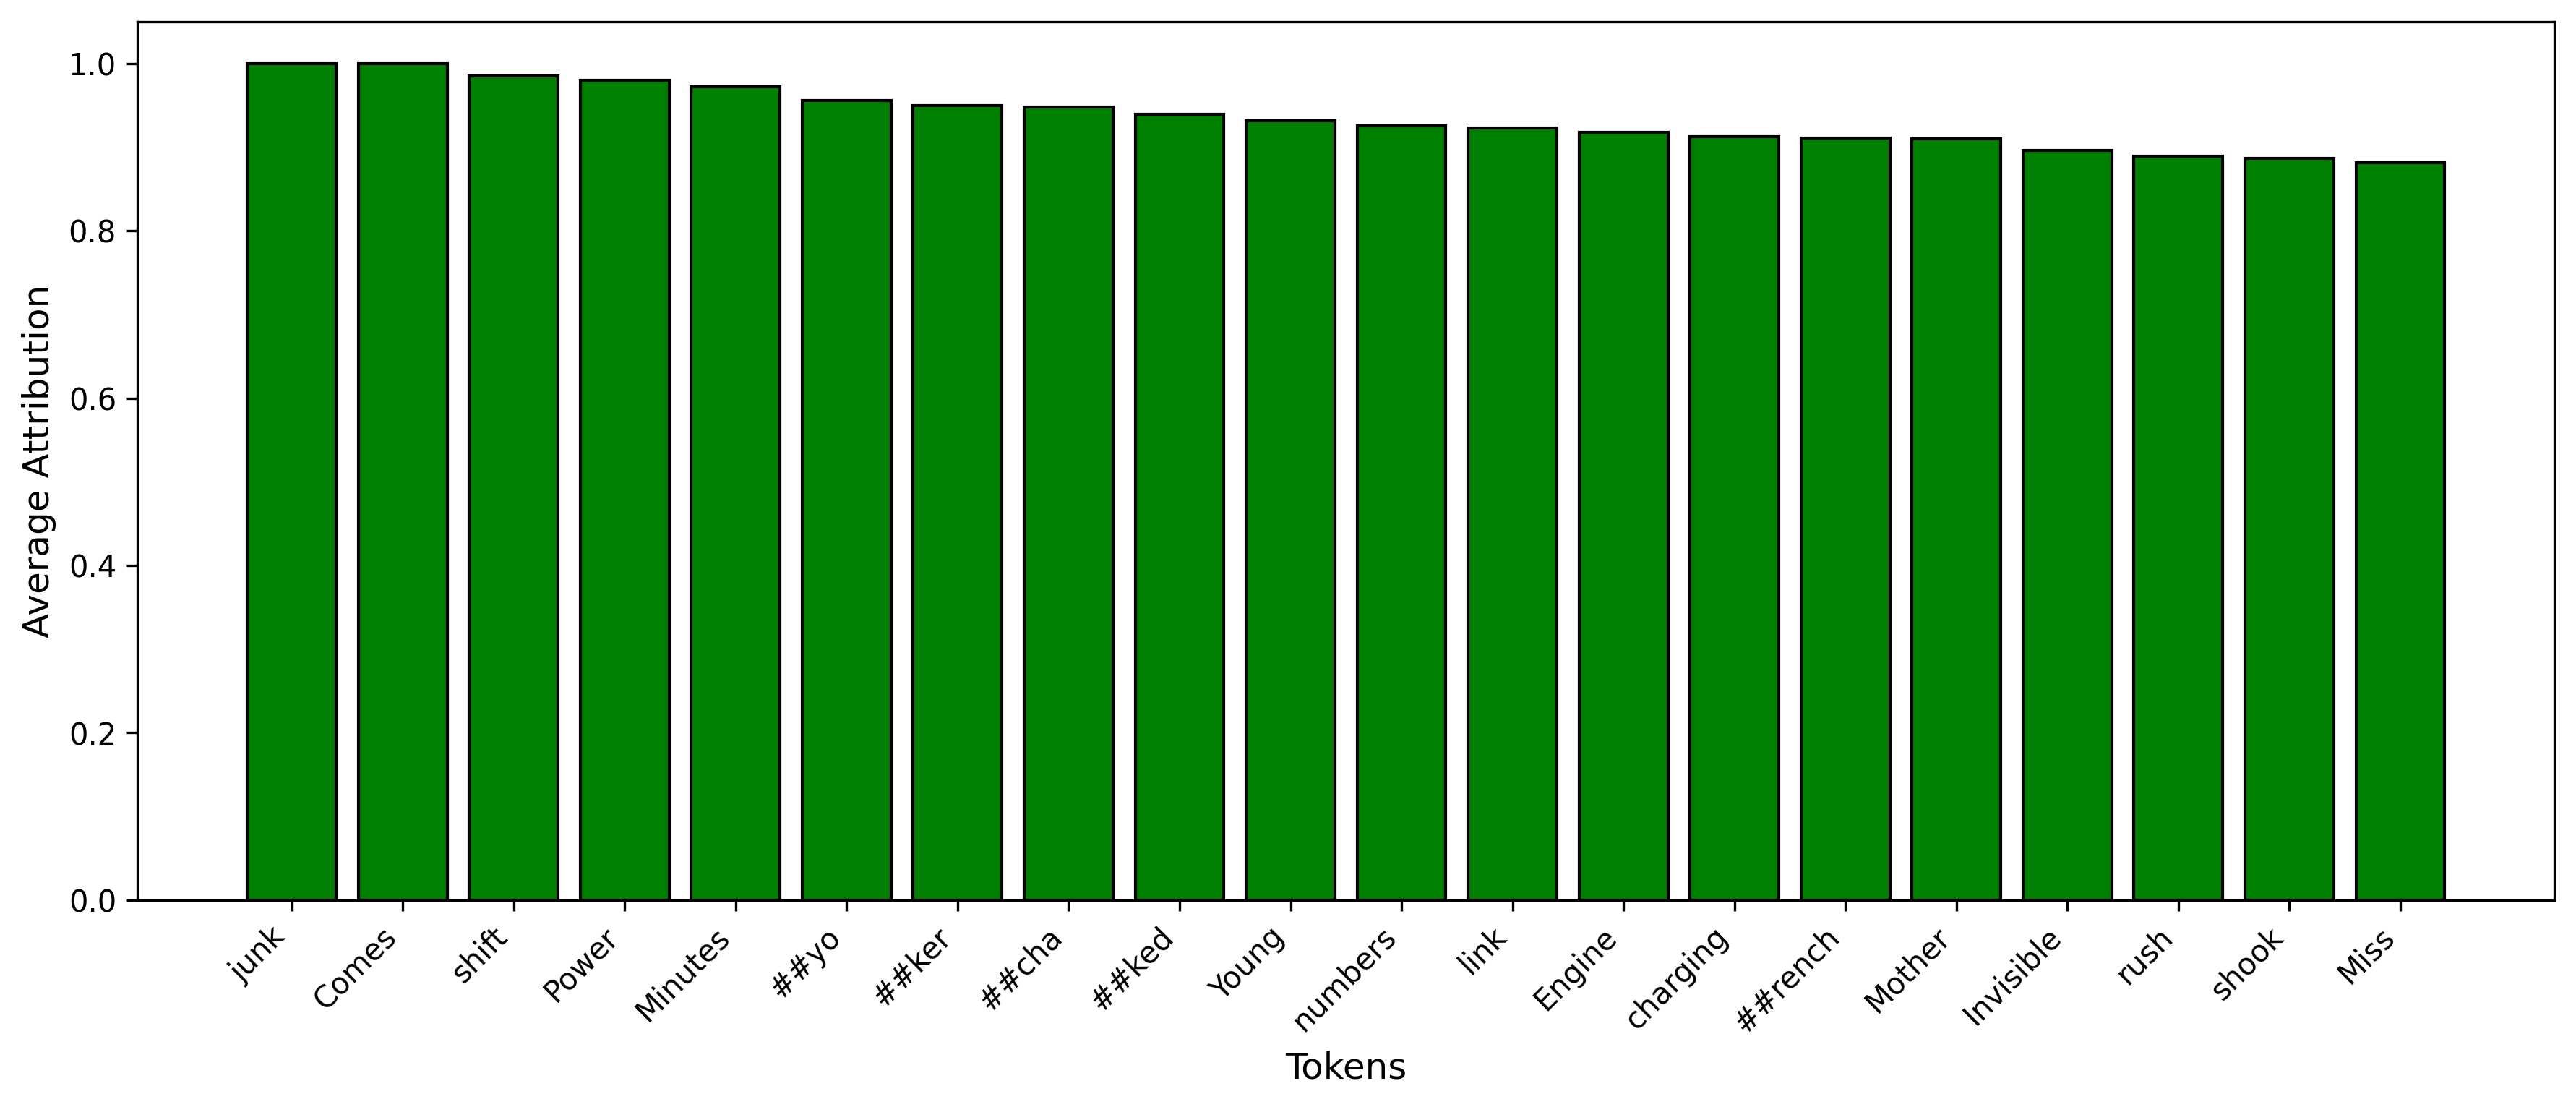 Average Attribution
1.0
0.8
0.6
0.4
0.2
0.0
junk
Comes
shift
Power
Minutes
##yo
##ker
##cha
##ked
Young
numbers
link
Engine
charging
##rench
Mother
Invisible
rush
shook
Miss
Tokens